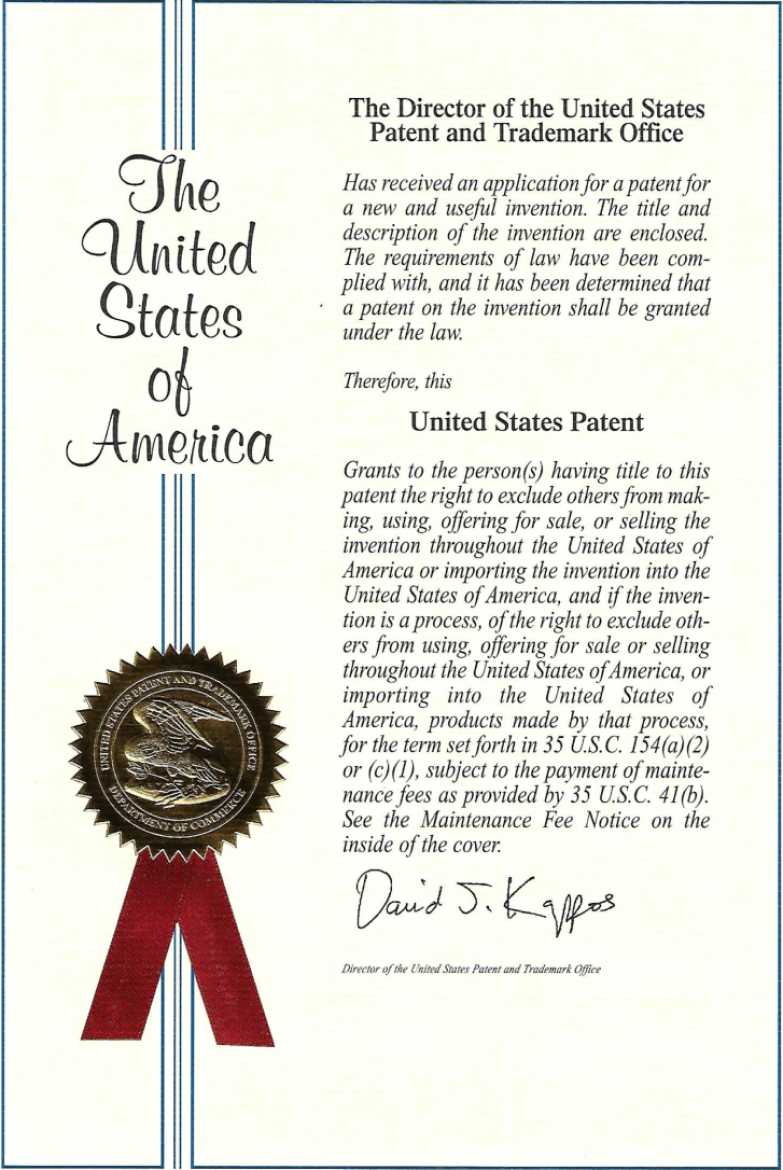 The
United
States
of
America
The Director of the United States
Patent and Trademark Office
Has received an application for a patent for
a new and useful invention. The title and
description of the invention are enclosed.
The requirements of law have been com-
plied with, and it has been determined that
a patent on the invention shall be granted
under the law.
Therefore, this
United States Patent
Grants to the person(s) having title to this
patent the right to exclude others from mak-
ing, using, offering for sale, or selling the
invention throughout the United States of
America or importing the invention into the
United States of America, and if the inven-
tion is a process, of the right to exclude oth-
ers from using, offering for sale or selling
throughout the United States of America, or
importing into the United States of
America, products made by that process,
for the term set forth in 35 U.S.C. 154(a)(2)
or (c)(1), subject to the payment of mainte-
nance fees as provided by 35 U.S.C. 41(b).
See the Maintenance Fee Notice on the
inside of the cover.
David J. Kappos
Director of the United States Patent and Trademark Office
UNITED STATES PATENT AND TRADEMARK OFFICE
DEPARTMENT OF COMMERCE